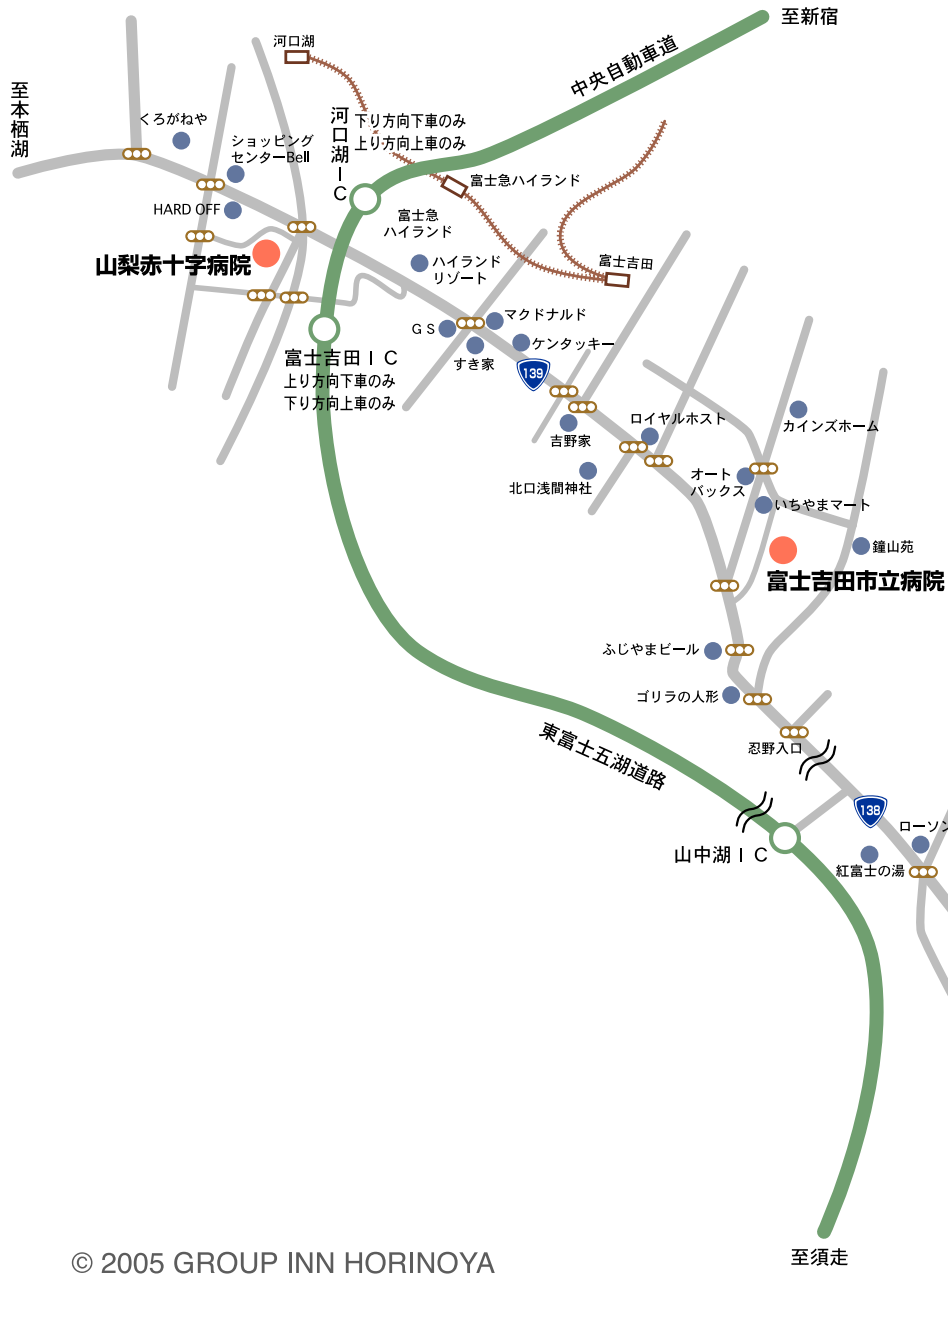 至新宿
中央自動車道
河口湖
至本栖湖
くろがねや
河口湖ＩＣ
下り方向下車のみ
上り方向上車のみ
ショッピング
センターBell
富士急ハイランド
HARD OFF
富士急
ハイランド
山梨赤十字病院
ハイランド
リゾート
富士吉田
マクドナルド
ＧＳ
ケンタッキー
すき家
富士吉田ＩＣ
上り方向下車のみ
下り方向上車のみ
139
ロイヤルホスト
カインズホーム
吉野家
オート
バックス
北口浅間神社
いちやまマート
鐘山苑
富士吉田市立病院
ふじやまビール
ゴリラの人形
忍野入口
東富士五湖道路
138
ローソン
山中湖ＩＣ
紅富士の湯
至須走
© 2005 GROUP INN HORINOYA